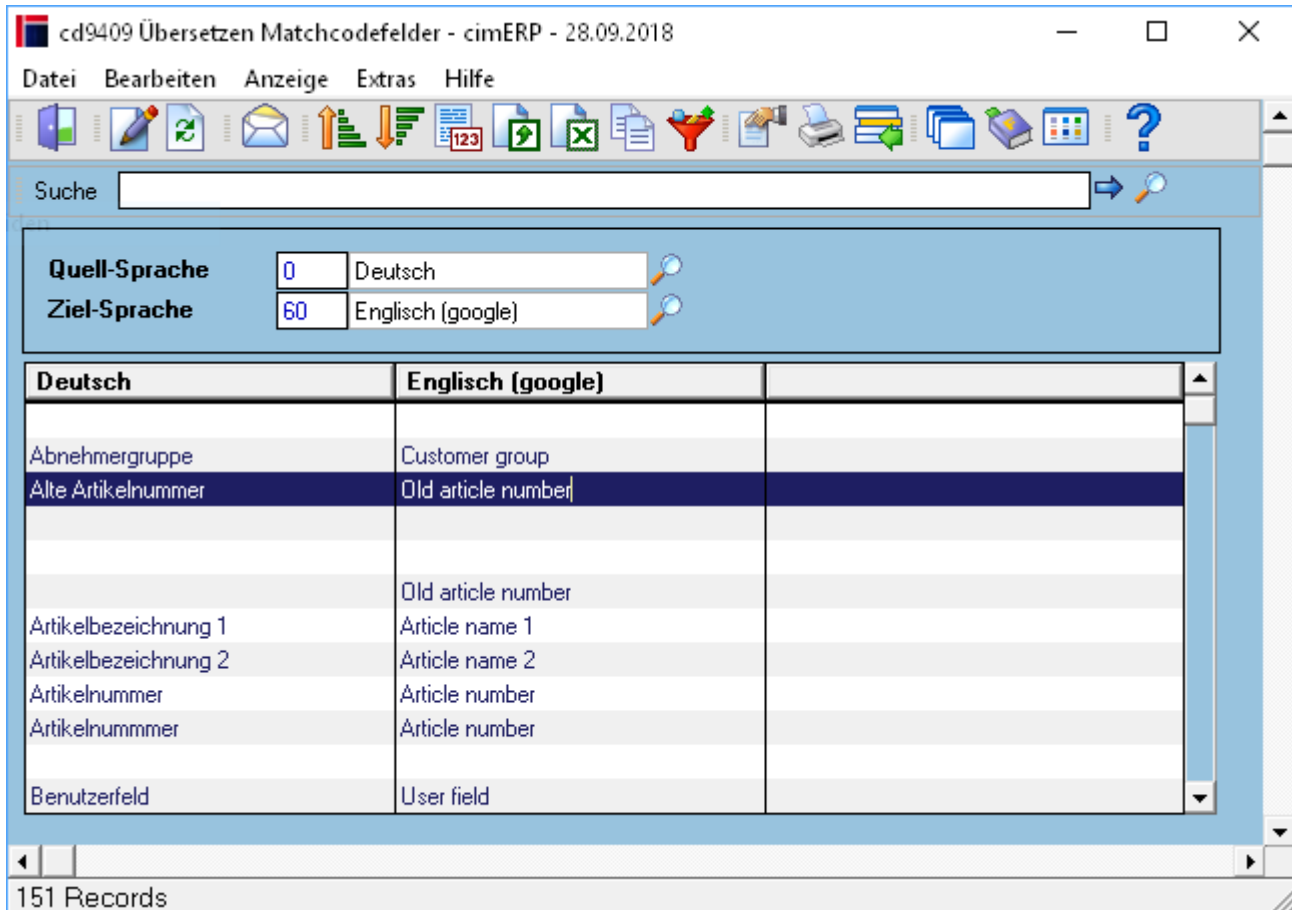 cd9409 Übersetzen Matchcodefelder - cimERP - 28.09.2018
Datei Bearbeiten Anzeige Extras Hilfe
123
Suche
den
Quell-Sprache 0 Deutsch
Ziel-Sprache 60 Englisch (google)
Deutsch Englisch (google)
Abnehmergruppe Customer group
Alte Artikelnummer Old article number
Old article number
Artikelbezeichnung 1 Article name 1
Artikelbezeichnung 2 Article name 2
Artikelnummer Article number
Artikelnummmer Article number
Benutzerfeld User field
151 Records